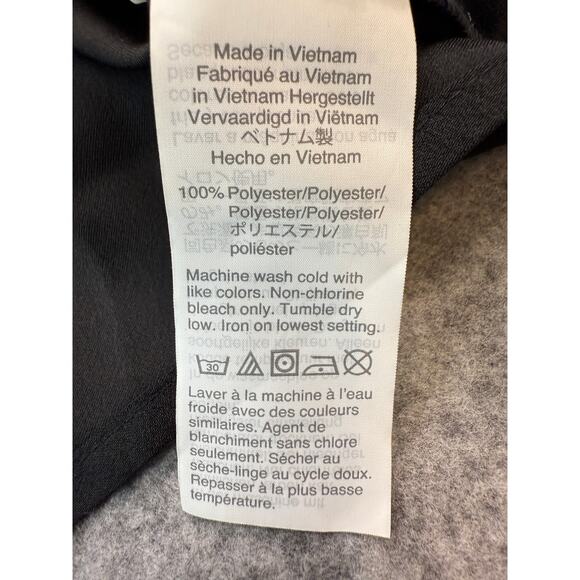 Made in Vietnam
Fabriqué au Vietnam
in Vietnam Hergestellt
Vervaardigd in Viëtnam
ベトナム製
Hecho en Vietnam
100% Polyester/Polyester/
Polyester/Polyester/
ポリエステル/
poliéster
Machine wash cold with
like colors. Non-chlorine
bleach only. Tumble dry
low. Iron on lowest setting.
30
Laver à la machine à l'eau
froide avec des couleurs
similaires. Agent de
blanchiment sans chlore
seulement. Sécher au
sèche-linge au cycle doux.
Repasser à la plus basse
température.